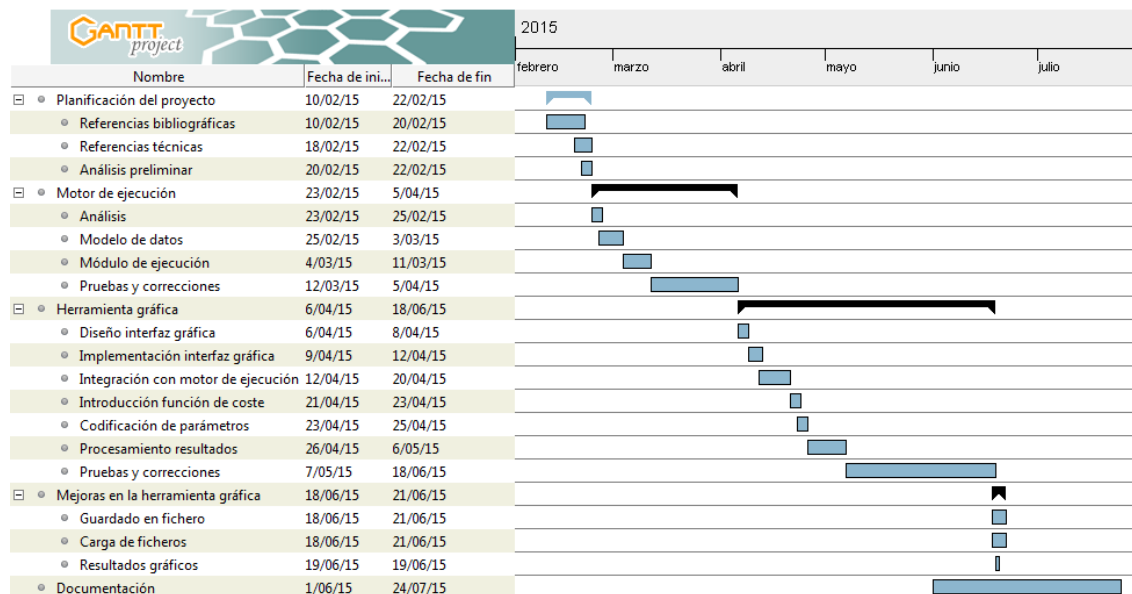 GANTT
project
2015
febrero marzo abril mayo junio julio
Nombre Fecha de ini... Fecha de fin
Planificación del proyecto 10/02/15 22/02/15
Referencias bibliográficas 10/02/15 20/02/15
Referencias técnicas 18/02/15 22/02/15
Análisis preliminar 20/02/15 22/02/15
Motor de ejecución 23/02/15 5/04/15
Análisis 23/02/15 25/02/15
Modelo de datos 25/02/15 3/03/15
Módulo de ejecución 4/03/15 11/03/15
Pruebas y correcciones 12/03/15 5/04/15
Herramienta gráfica 6/04/15 18/06/15
Diseño interfaz gráfica 6/04/15 8/04/15
Implementación interfaz gráfica 9/04/15 12/04/15
Integración con motor de ejecución 12/04/15 20/04/15
Introducción función de coste 21/04/15 23/04/15
Codificación de parámetros 23/04/15 25/04/15
Procesamiento resultados 26/04/15 6/05/15
Pruebas y correcciones 7/05/15 18/06/15
Mejoras en la herramienta gráfica 18/06/15 21/06/15
Guardado en fichero 18/06/15 21/06/15
Carga de ficheros 18/06/15 21/06/15
Resultados gráficos 19/06/15 19/06/15
Documentación 1/06/15 24/07/15